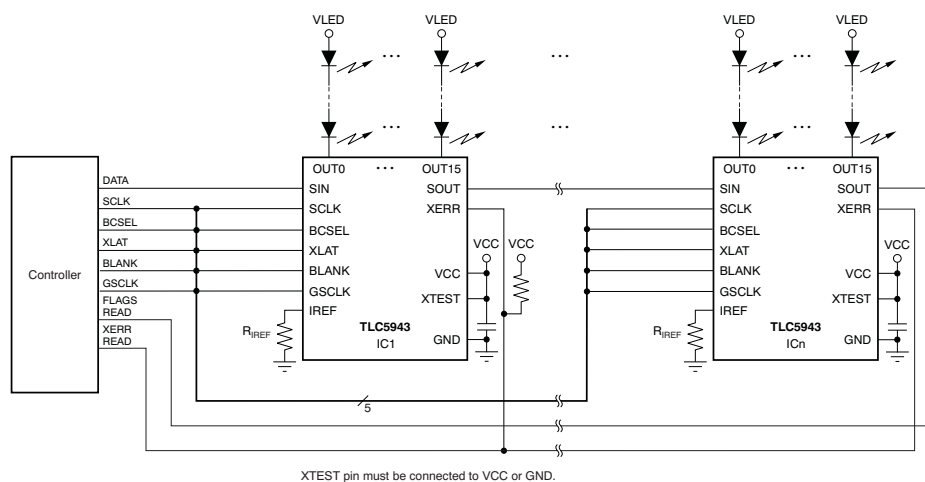 VLED
VLED
VLED
VLED
...
...
...
...
...
...
Controller
DATA
SCLK
BCSEL
XLAT
BLANK
GSCLK
FLAGS
READ
XERR
READ
OUT0 ... OUT15
SIN
SOUT
SCLK
XERR
BCSEL
XLAT
BLANK
VCC
GSCLK
XTEST
IREF
TLC5943
IC1
GND
RIREF
VCC
VCC
5
OUT0 ... OUT15
SIN
SOUT
SCLK
XERR
BCSEL
XLAT
BLANK
VCC
GSCLK
XTEST
IREF
TLC5943
ICn
GND
RIREF
VCC
XTEST pin must be connected to VCC or GND.